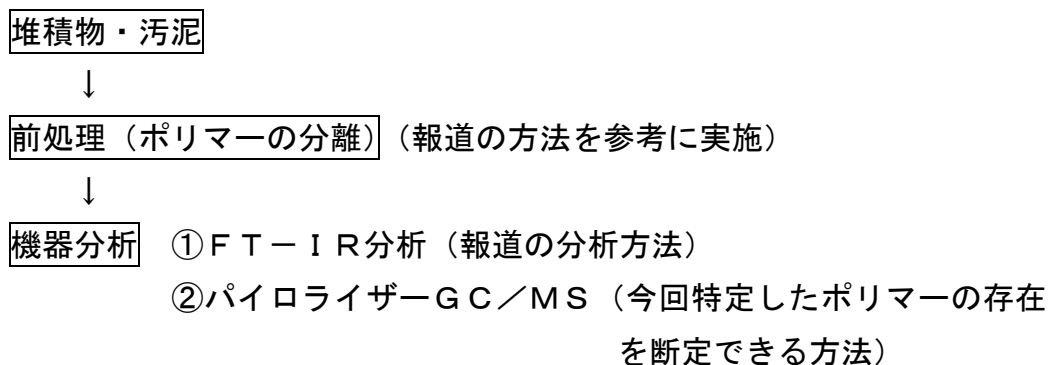 堆積物・汚泥
↓
前処理（ポリマーの分離）（報道の方法を参考に実施）
↓
機器分析　①ＦＴ－ＩＲ分析（報道の分析方法）
②パイロライザーＧＣ／ＭＳ（今回特定したポリマーの存在
を断定できる方法）